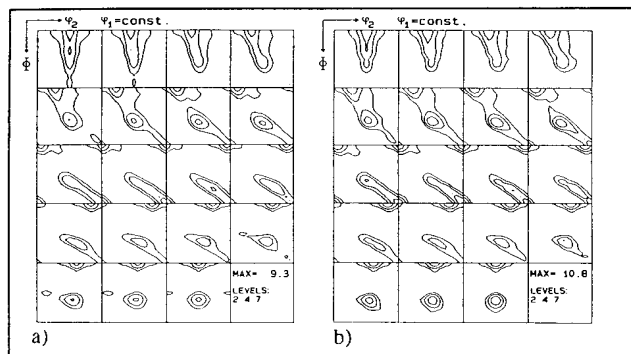 φ₂ φ₁=const.
Φ
MAX= 9.3
LEVELS:
2 4 7
a)
φ₂ φ₁=const.
Φ
MAX= 10.8
LEVELS:
2 4 7
b)